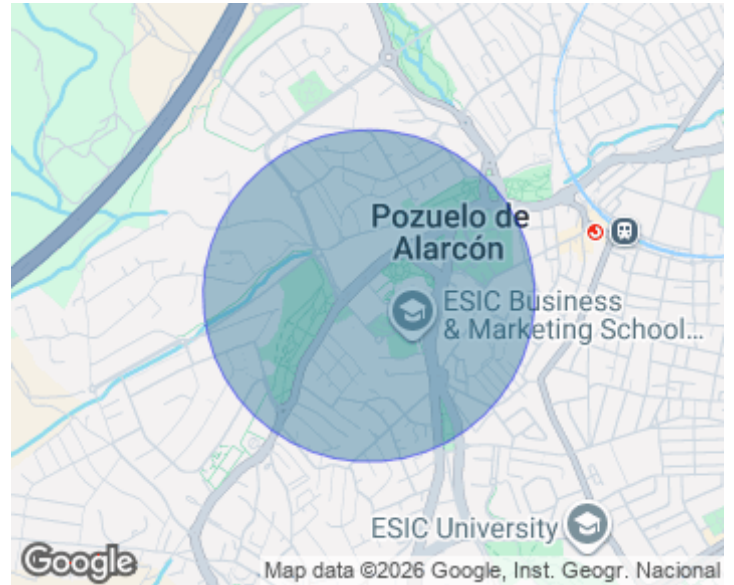 Pozuelo de
Alarcón
ESIC Business
& Marketing School...
ESIC University
Google
Map data ©2026 Google, Inst. Geogr. Nacional